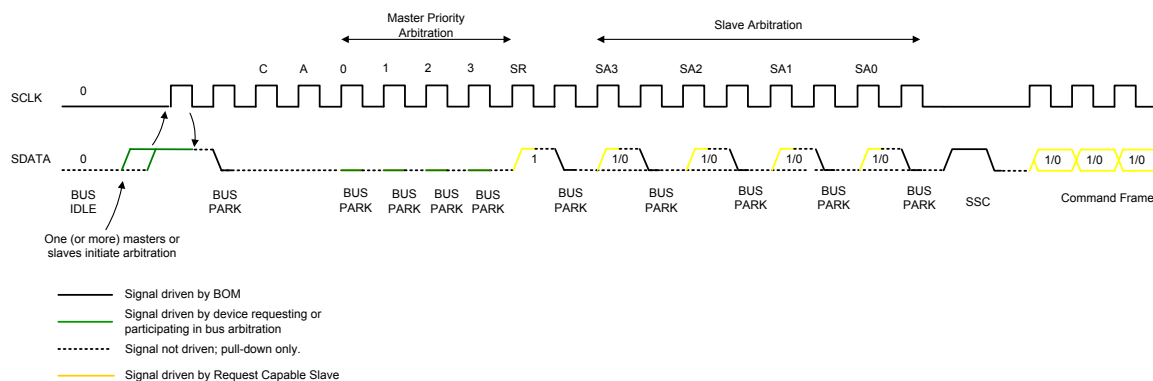 Master Priority
Arbitration
Slave Arbitration
C A 0 1 2 3 SR SA3 SA2 SA1 SA0
SCLK 0
SDATA 0 1 1/0 1/0 1/0 1/0 1/0 1/0 1/0
BUS
IDLE
BUS
PARK
BUS
PARK
BUS
PARK
BUS
PARK
BUS
PARK
BUS
PARK
BUS
PARK
BUS
PARK
BUS
PARK
BUS
PARK
SSC
Command Frame
One (or more) masters or
slaves initiate arbitration
Signal driven by BOM
Signal driven by device requesting or
participating in bus arbitration
Signal not driven; pull-down only.
Signal driven by Request Capable Slave